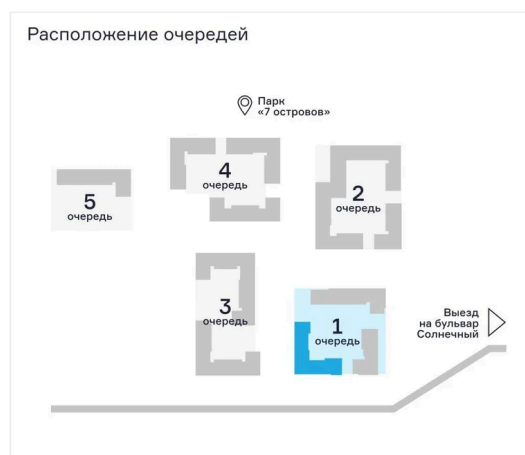 Расположение очередей
Парк
«7 островов»
4
очередь
2
очередь
5
очередь
3
очередь
1
очередь
Выезд
на бульвар
Солнечный